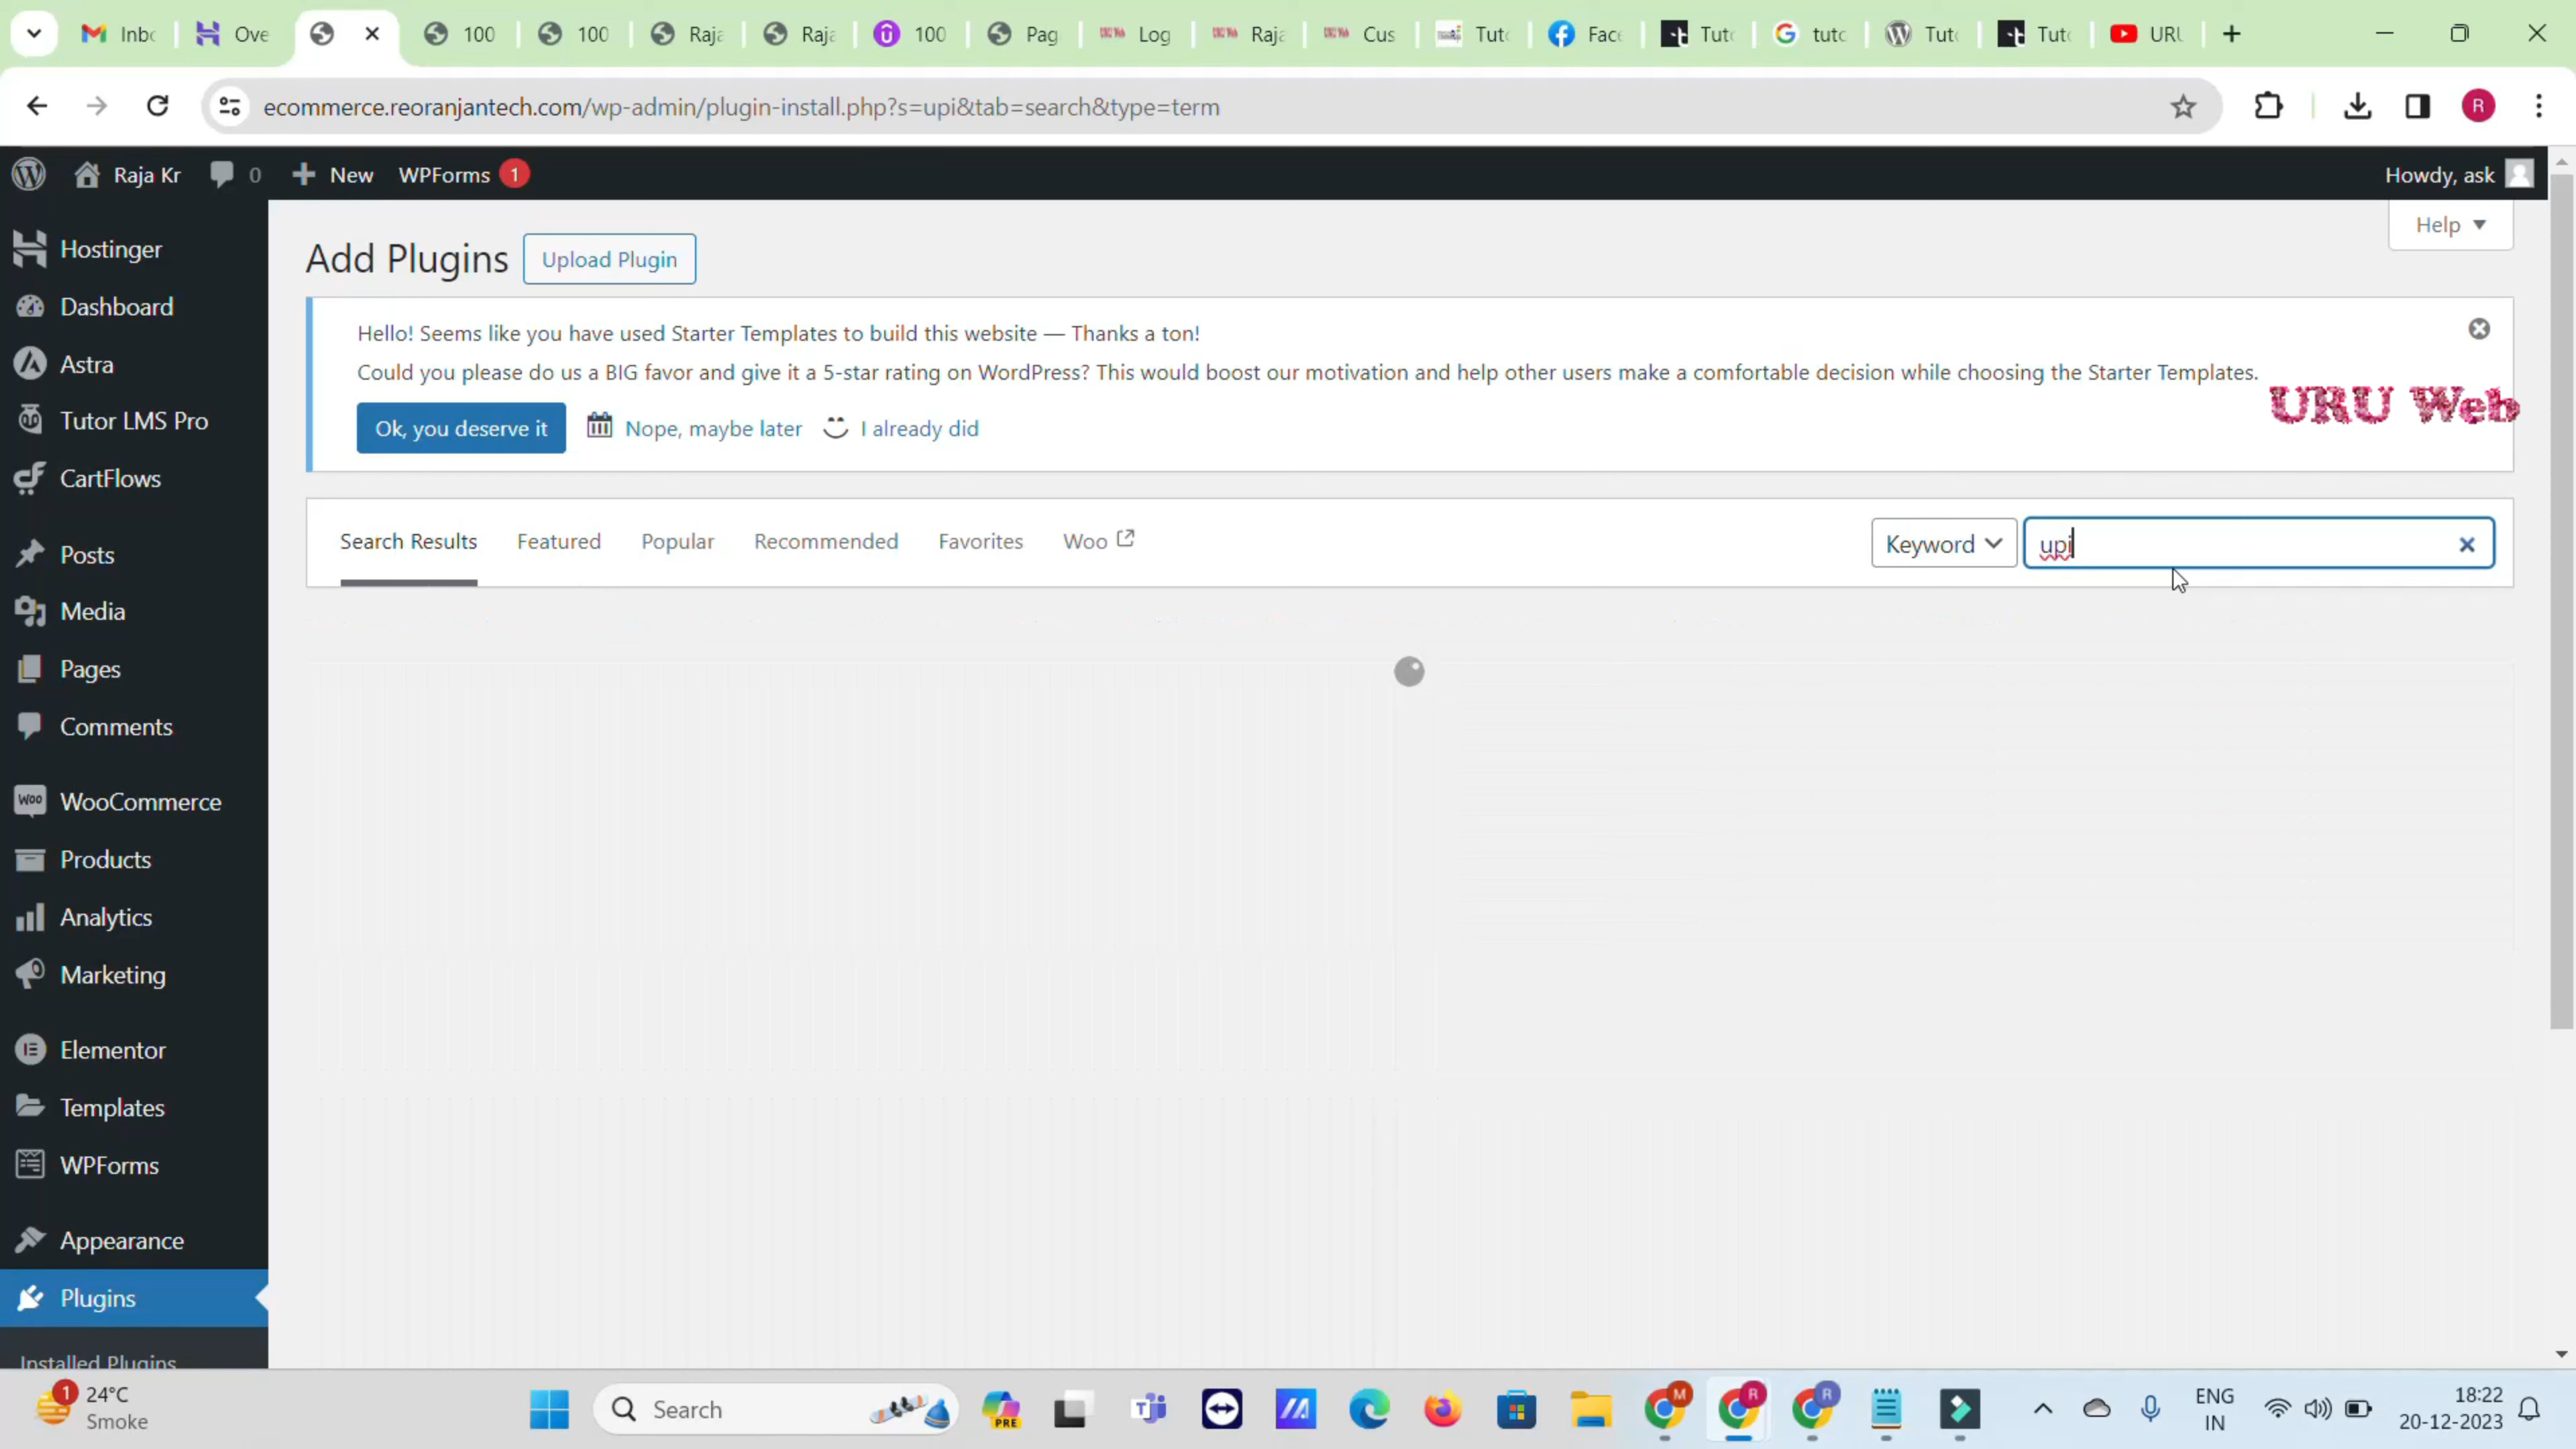 Inbo
Ove
100
100
Raja
Raja
100
Pag
Log
Raja
Cus
Tuto
Face
Tuto
tuto
Tuto
Tuto
URU
ecommerce.reoranjantech.com/wp-admin/plugin-install.php?s=upi&tab=search&type=term
R
Raja Kr
0
New
WPForms 1
Howdy, ask
Help
Hostinger
Dashboard
Astra
Tutor LMS Pro
CartFlows
Posts
Media
Pages
Comments
WooCommerce
Products
Analytics
Marketing
Elementor
Templates
WPForms
Appearance
Plugins
Installed Plugins
Add Plugins
Upload Plugin
Hello! Seems like you have used Starter Templates to build this website — Thanks a ton!
Could you please do us a BIG favor and give it a 5-star rating on WordPress? This would boost our motivation and help other users make a comfortable decision while choosing the Starter Templates.
URU Web
Ok, you deserve it
Nope, maybe later
I already did
Search Results
Featured
Popular
Recommended
Favorites
Woo
Keyword
upi
1
24°C
Smoke
Search
PRE
M
R
R
ENG
IN
18:22
20-12-2023